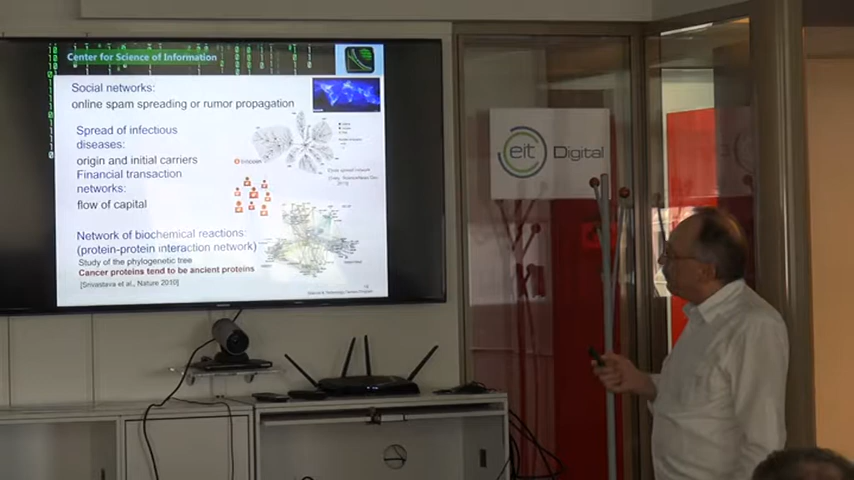 Center for Science of Information
Social networks:
online spam spreading or rumor propagation
Spread of infectious
diseases:
origin and initial carriers
Financial transaction
networks:
flow of capital
Network of biochemical reactions:
(protein-protein interaction network)
Study of the phylogenetic tree
Cancer proteins tend to be ancient proteins
[Srivastava et al., Nature 2010]
eit Digital